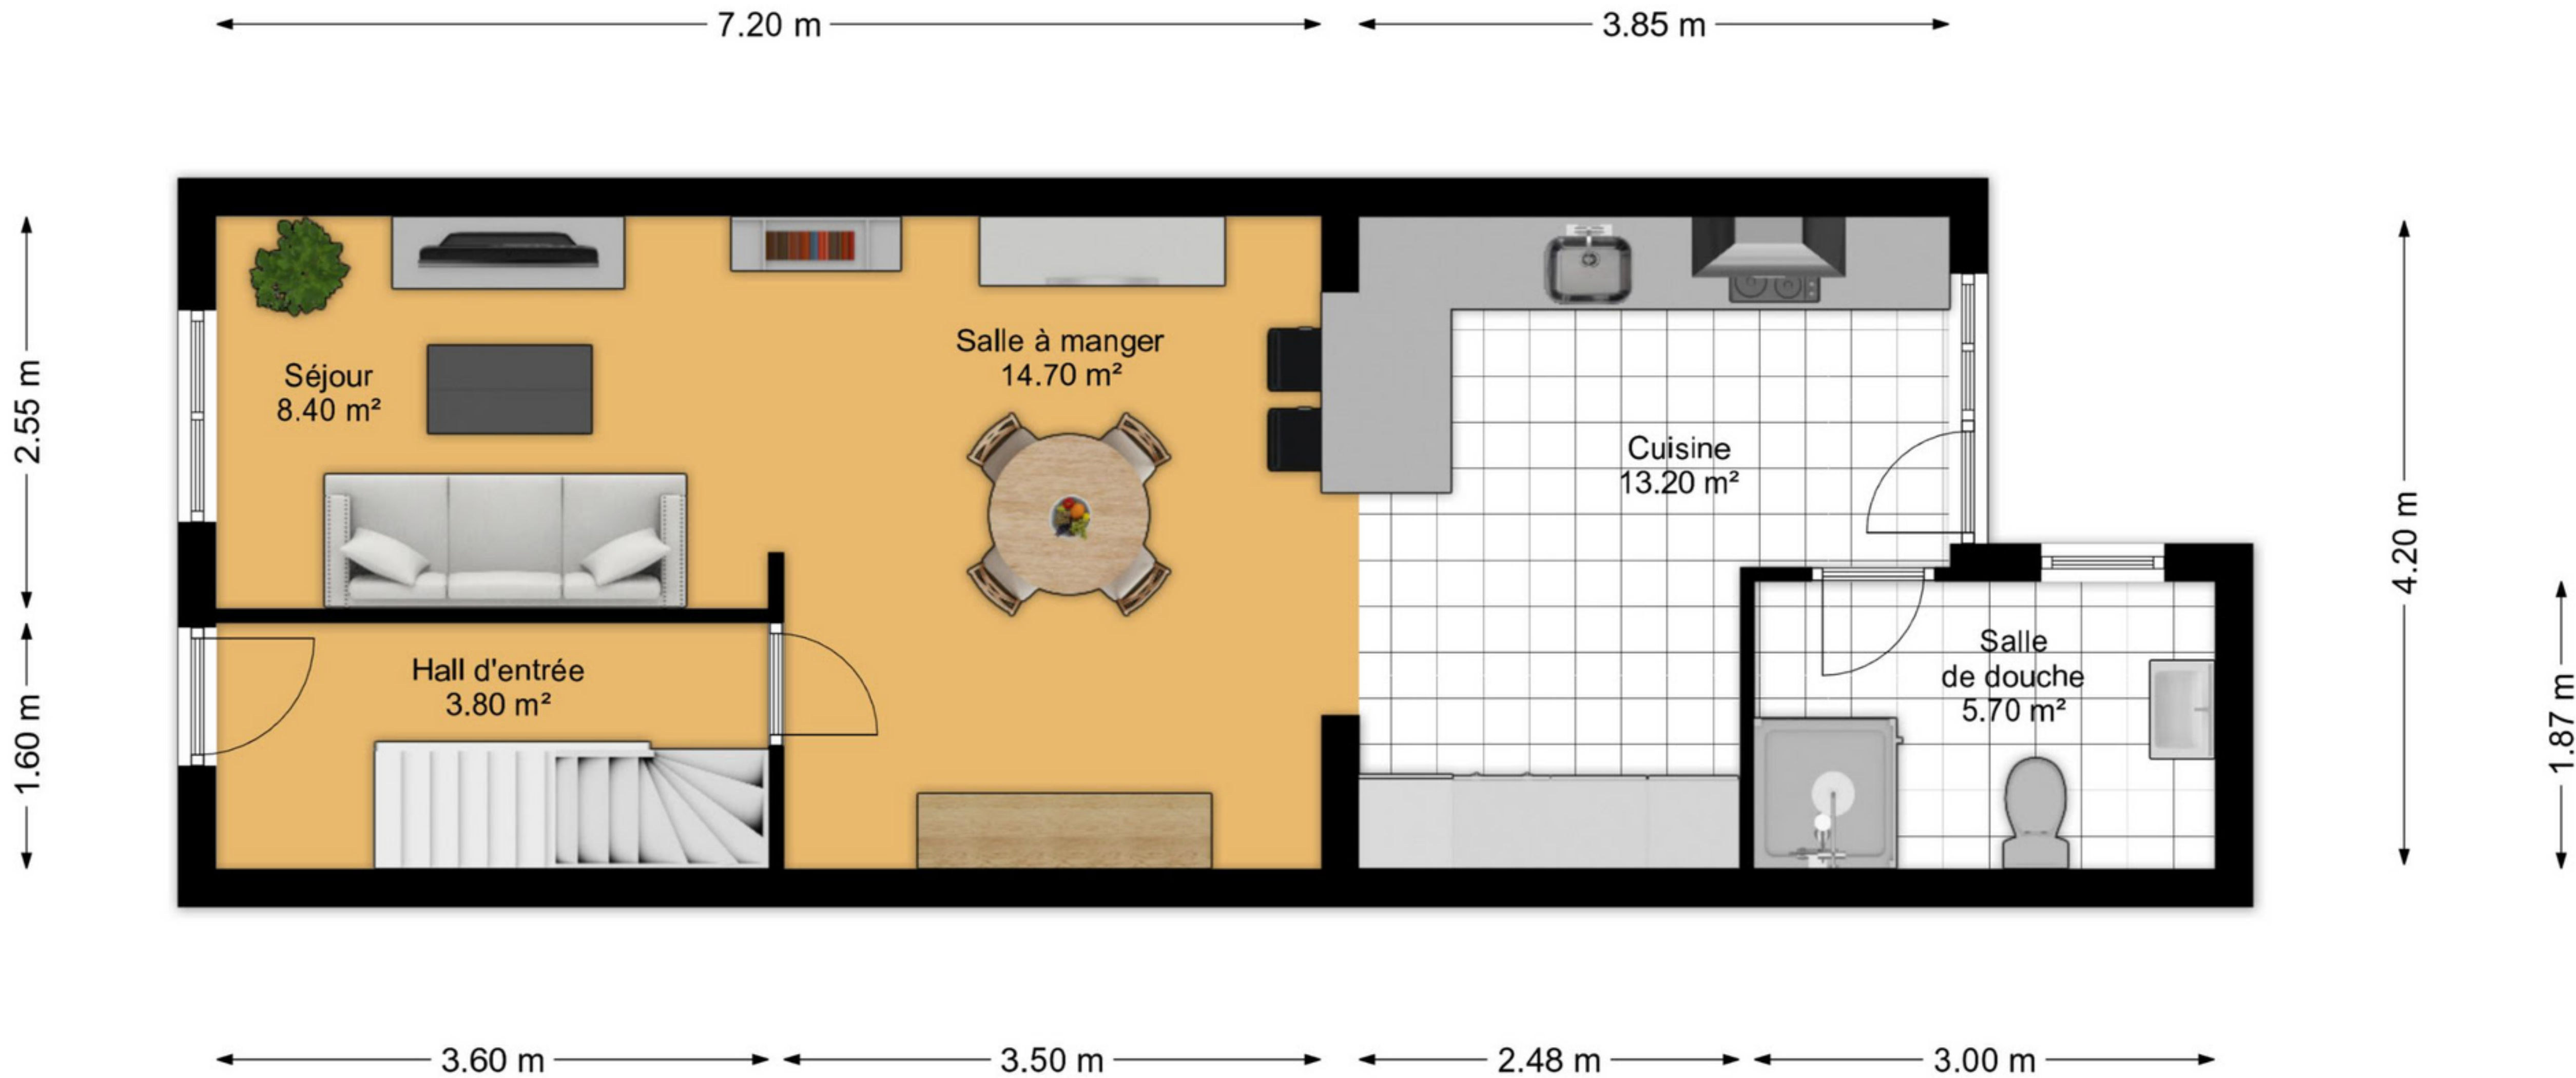 7.20 m
3.85 m
2.55 m
1.60 m
Séjour
8.40 m²
Salle à manger
14.70 m²
Cuisine
13.20 m²
Hall d'entrée
3.80 m²
Salle
de douche
5.70 m²
4.20 m
1.87 m
3.60 m
3.50 m
2.48 m
3.00 m